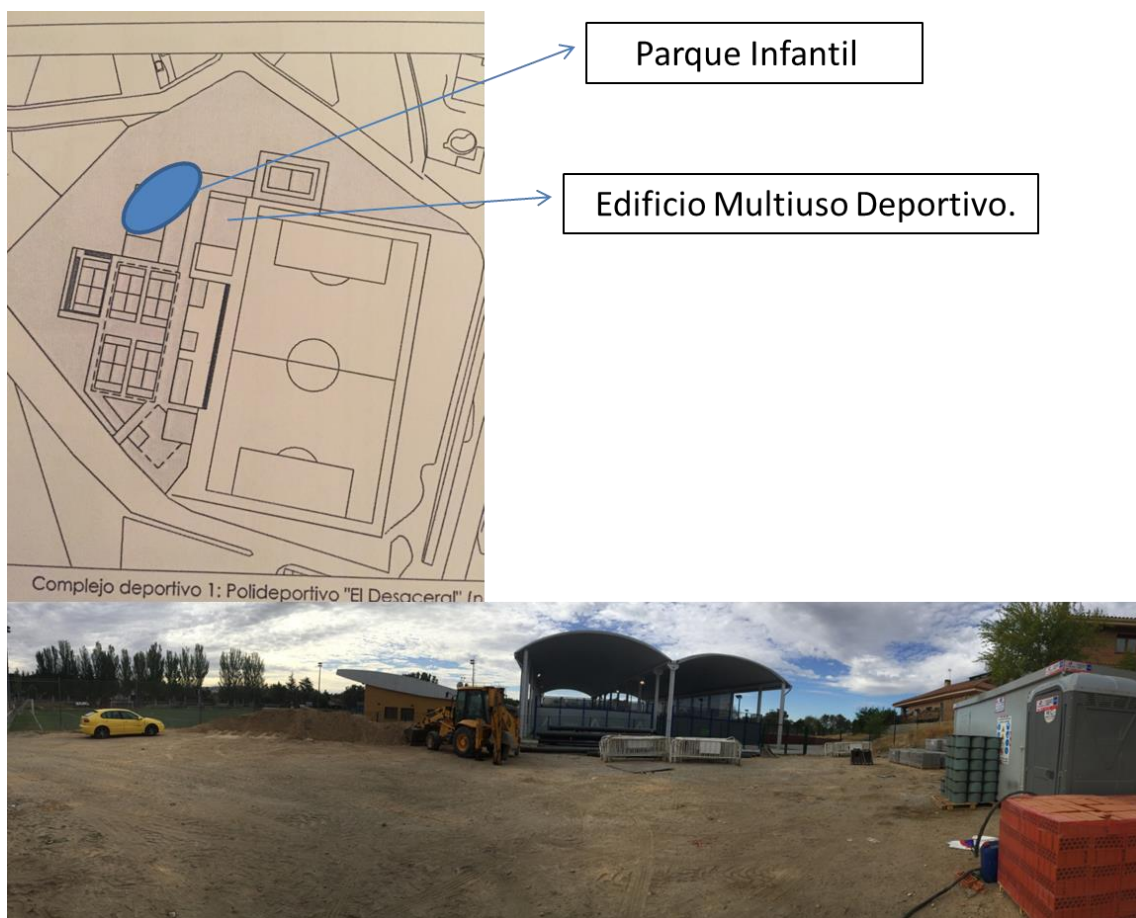 Parque Infantil
Edificio Multiuso Deportivo.
Complejo deportivo 1: Polideportivo "El Desaceral"